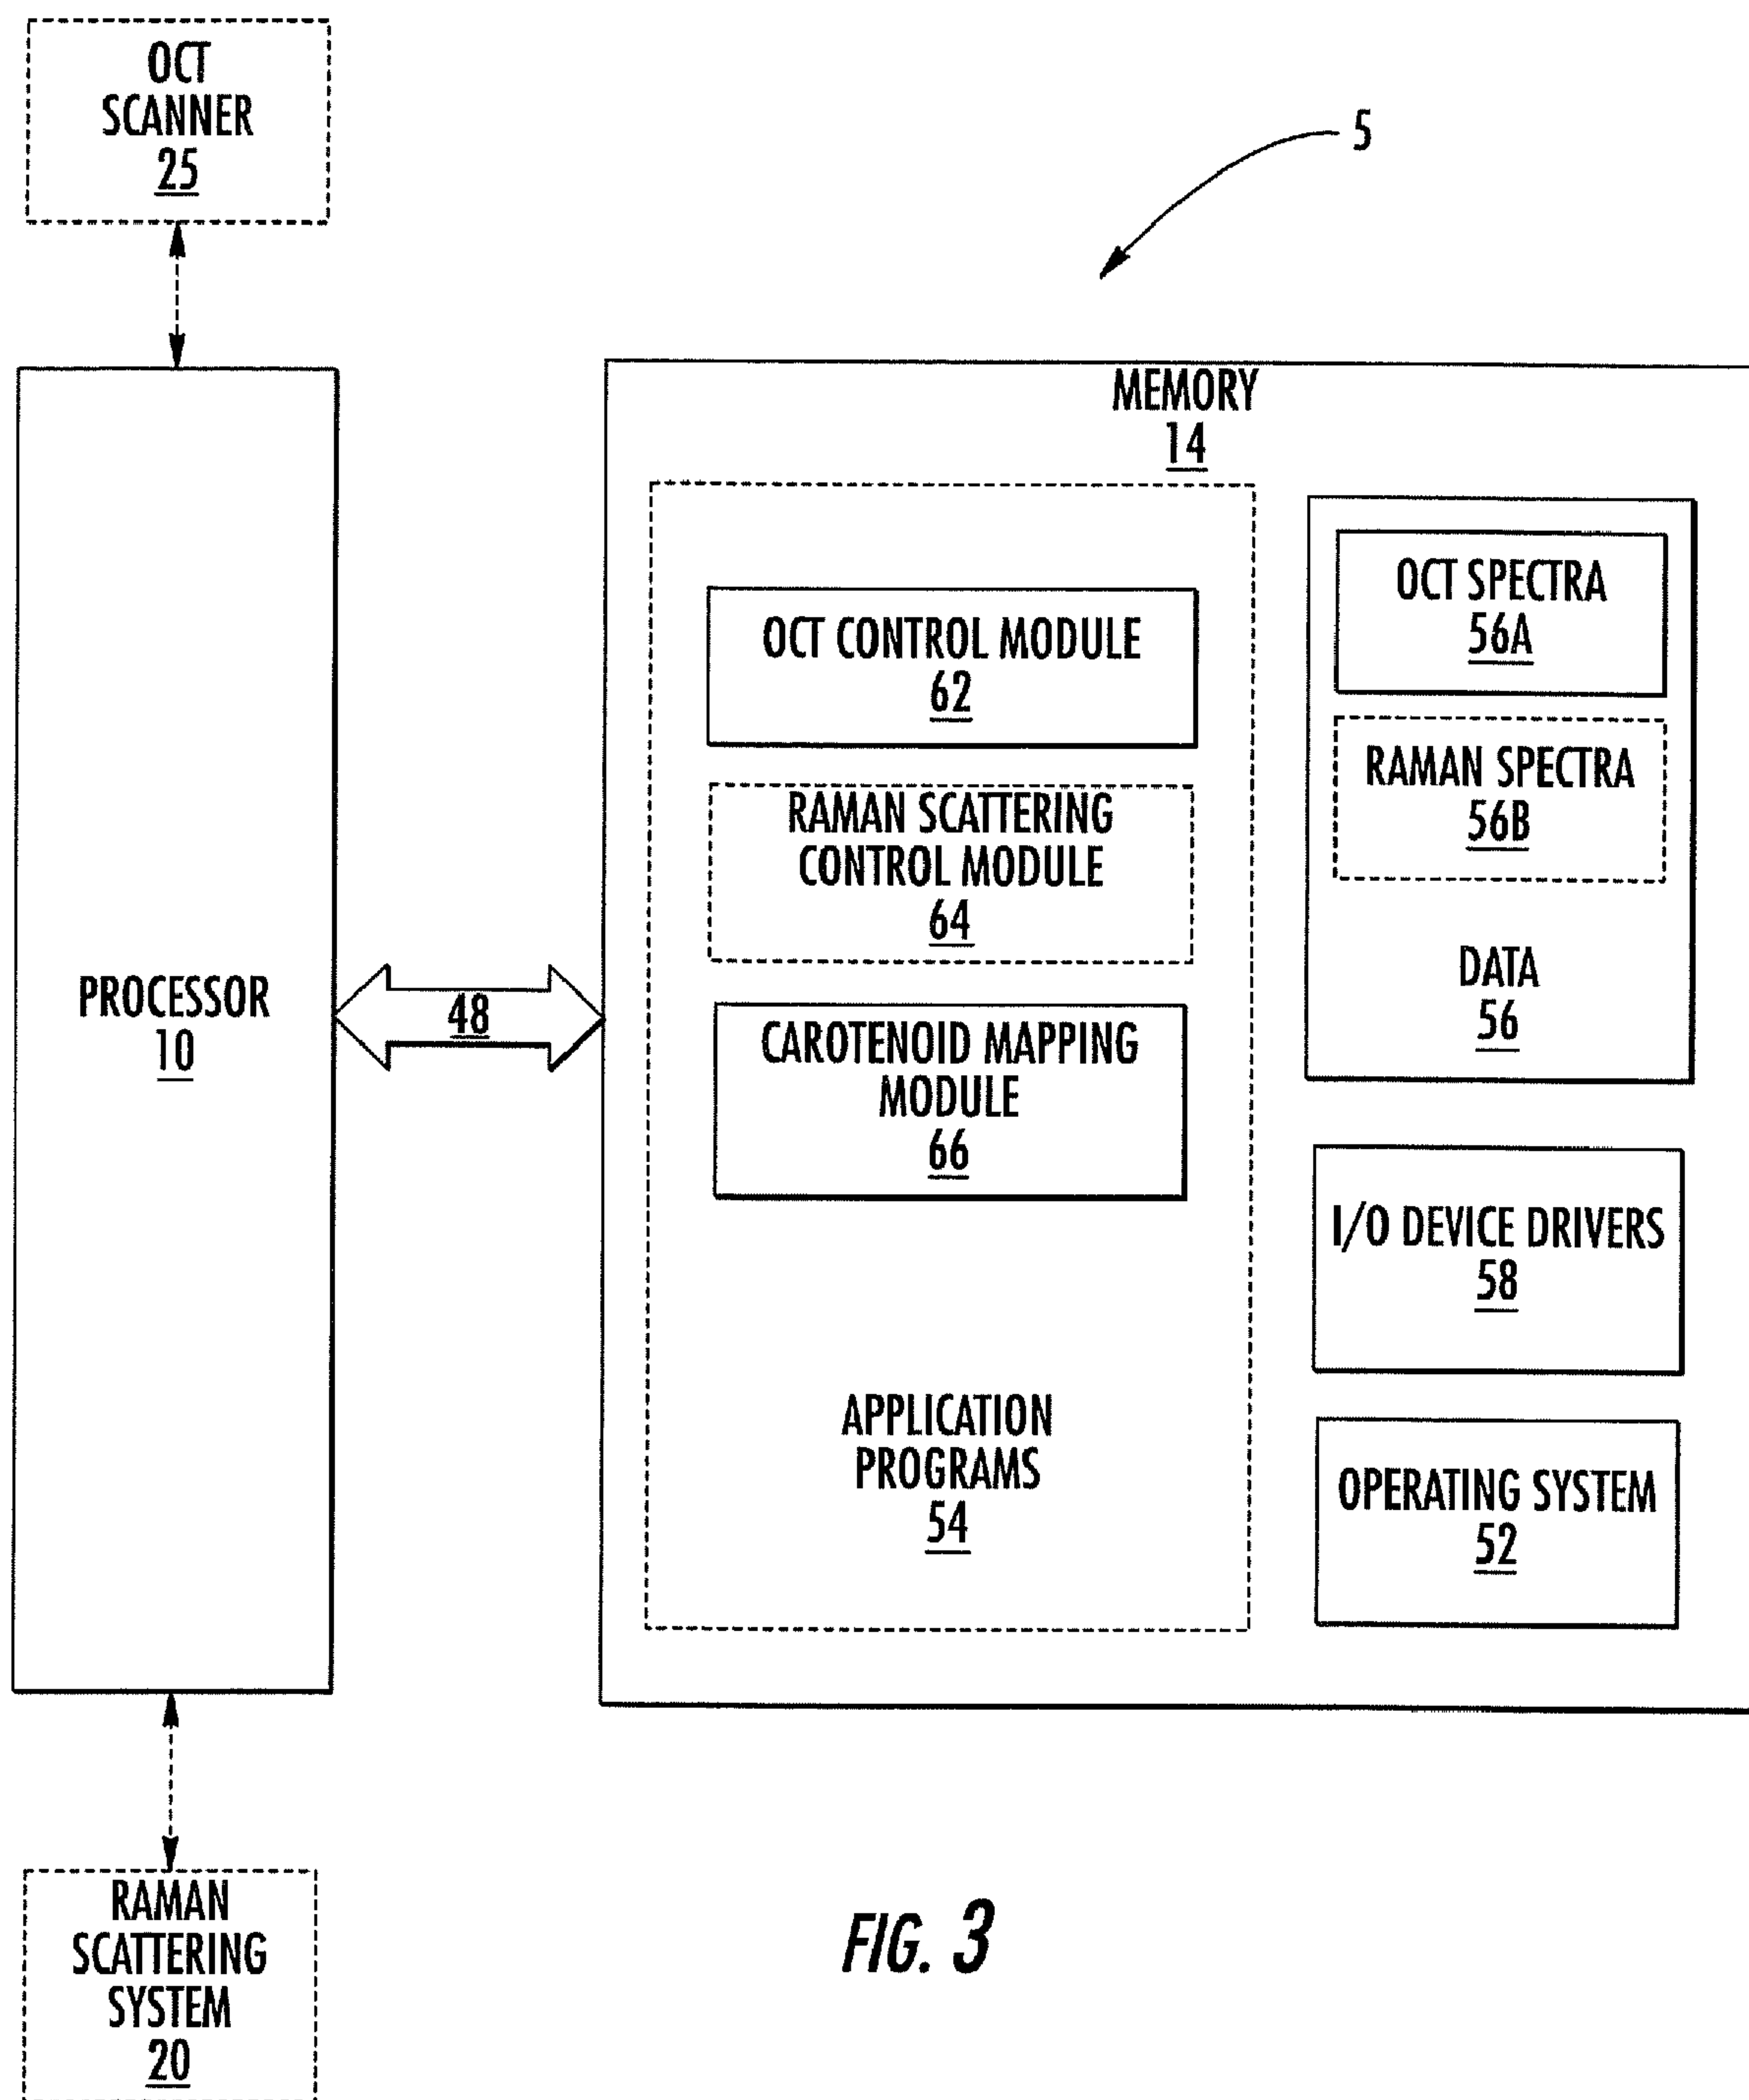 OCT
SCANNER
25
5
PROCESSOR
10
48
MEMORY
14
OCT CONTROL MODULE
62
RAMAN SCATTERING
CONTROL MODULE
64
CAROTENOID MAPPING
MODULE
66
APPLICATION
PROGRAMS
54
OCT SPECTRA
56A
RAMAN SPECTRA
56B
DATA
56
I/O DEVICE DRIVERS
58
OPERATING SYSTEM
52
RAMAN
SCATTERING
SYSTEM
20
FIG. 3